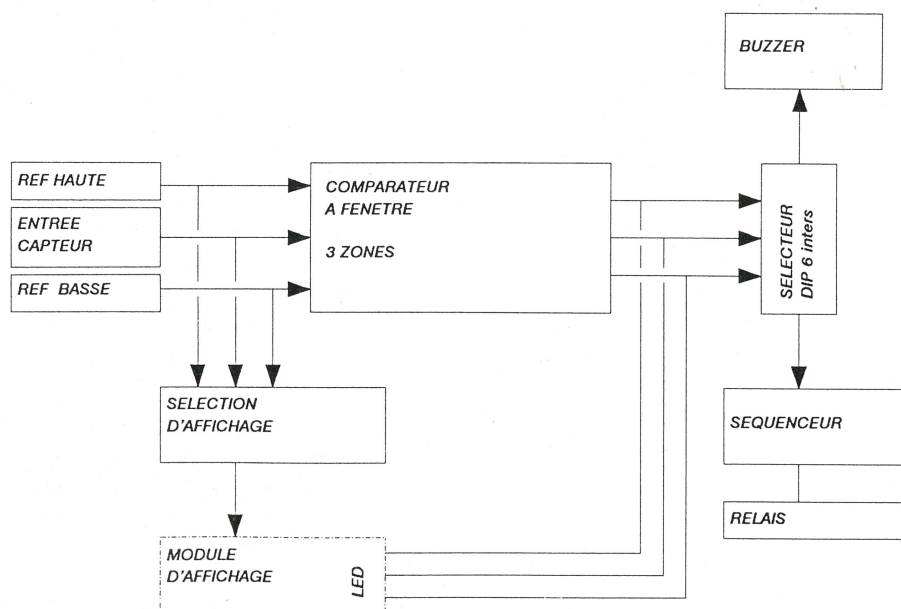 BUZZER
REF HAUTE
ENTREE
CAPTEUR
REF BASSE
COMPARATEUR
A FENETRE
3 ZONES
SELECTEUR
DIP 6 inters
SELECTION
D'AFFICHAGE
SEQUENCEUR
RELAIS
MODULE
D'AFFICHAGE
LED